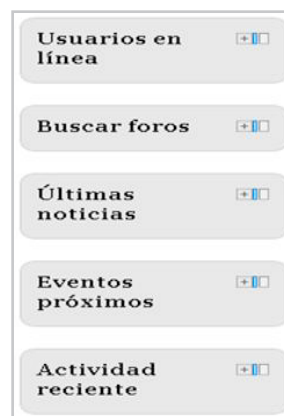 Usuarios en
línea
Buscar foros
Últimas
noticias
Eventos
próximos
Actividad
reciente